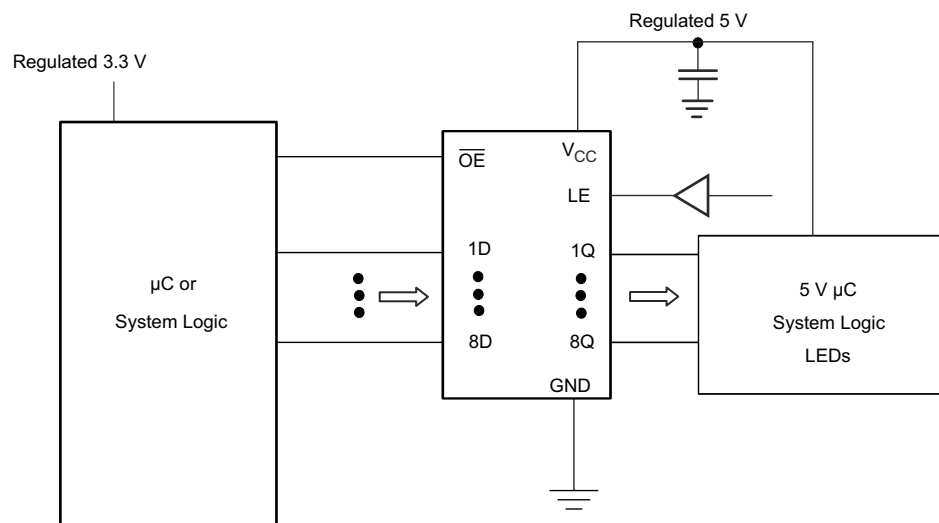 Regulated 5 V
Regulated 3.3 V
O̅E̅
VCC
LE
1D
1Q
µC or
System Logic
5 V µC
System Logic
LEDs
8D
8Q
GND